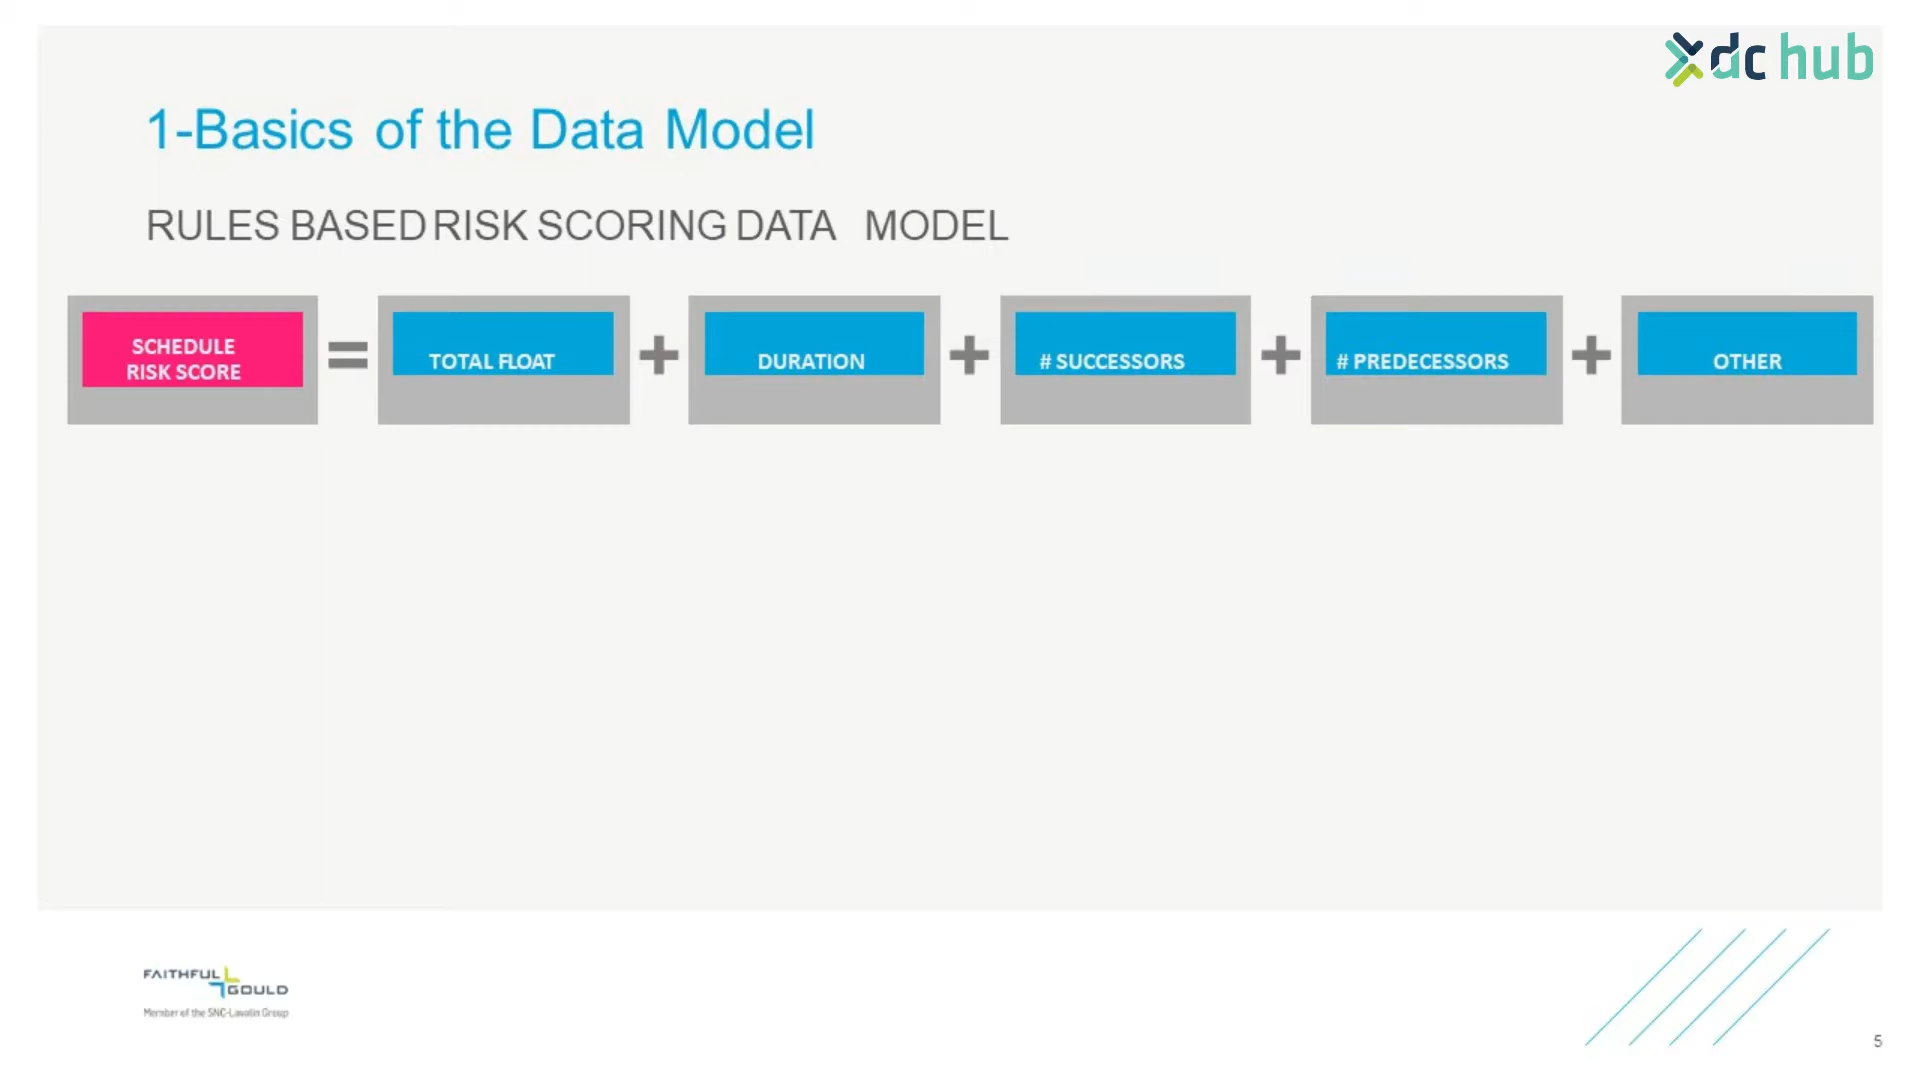 dc hub
1-Basics of the Data Model
RULES BASED RISK SCORING DATA MODEL
SCHEDULE
RISK SCORE
=
TOTAL FLOAT
+
DURATION
+
# SUCCESSORS
+
# PREDECESSORS
+
OTHER
FAITHFUL
GOULD
Member of the SNC-Lavalin Group
5